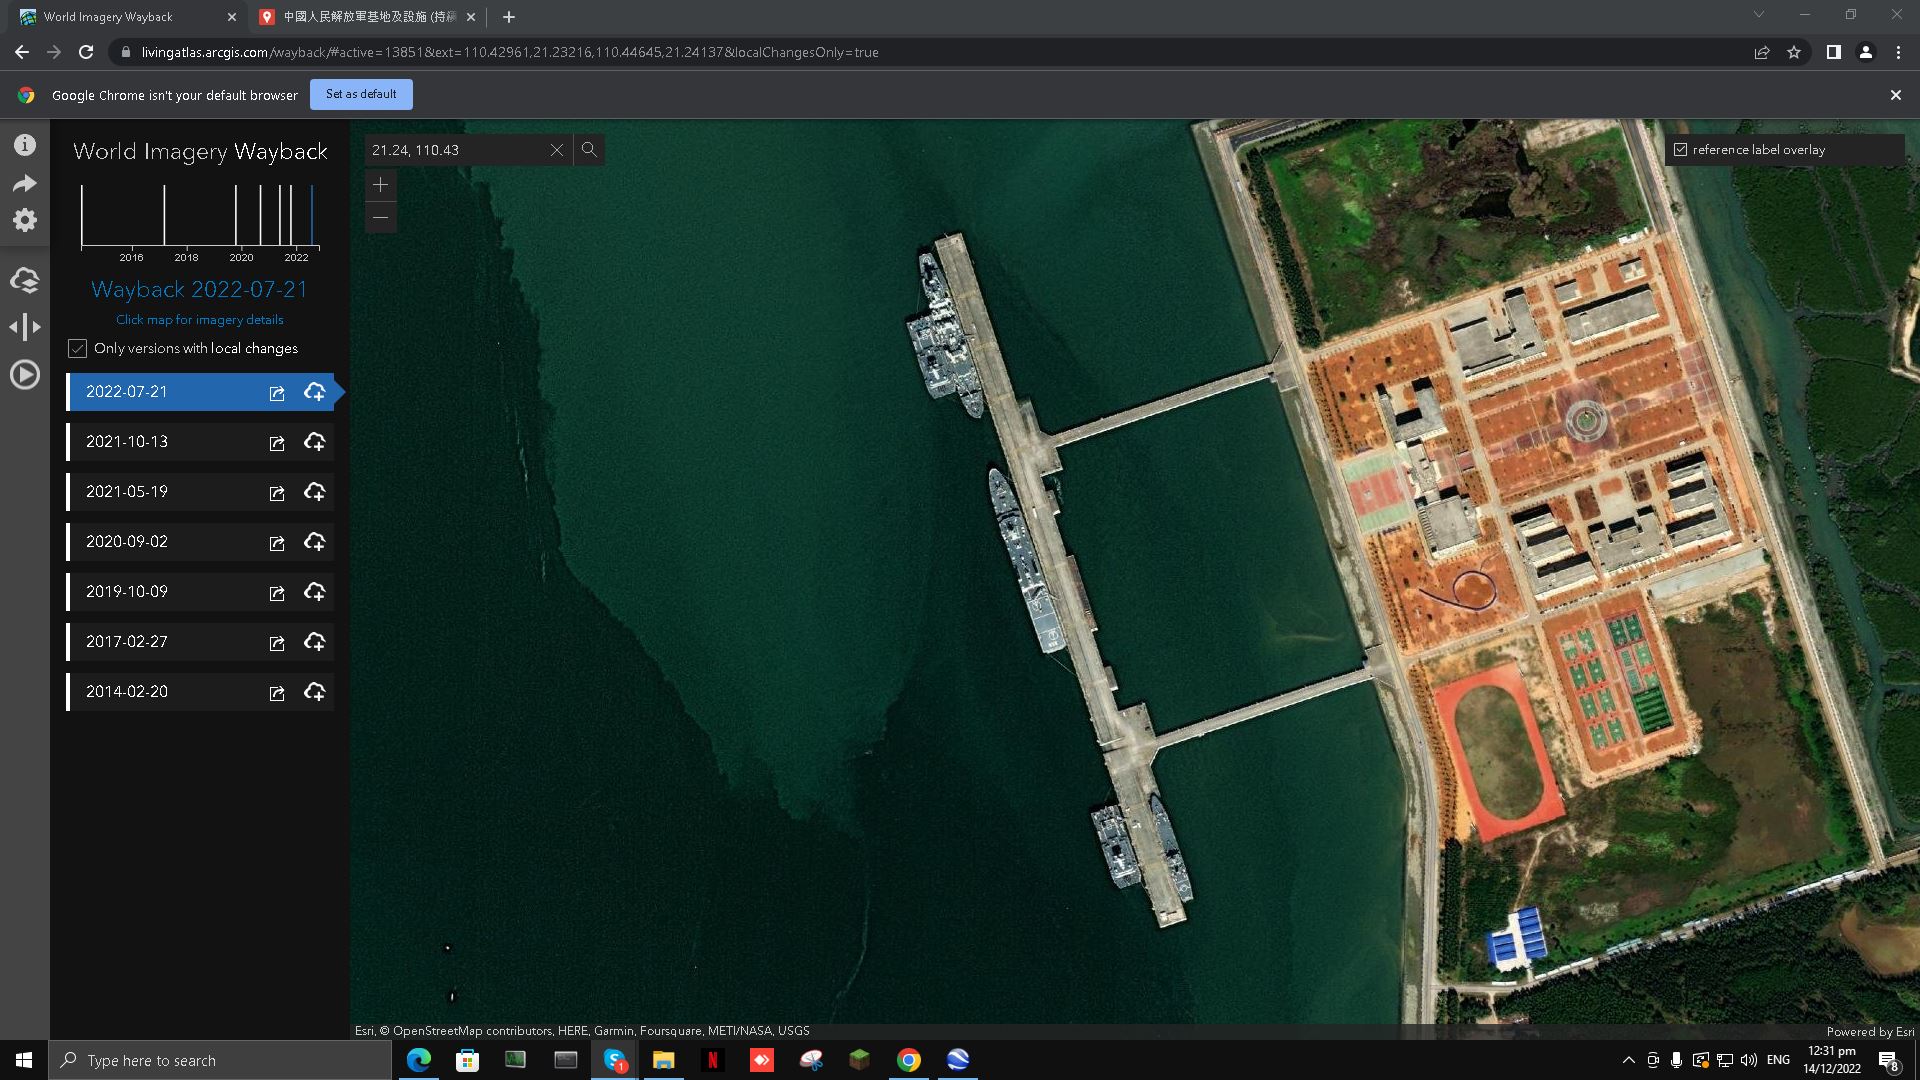 World Imagery Wayback
中國人民解放軍基地及設施 (持續
livingatlas.arcgis.com/wayback/#active=13851&ext=110.42961,21.23216,110.44645,21.24137&localChangesOnly=true
Google Chrome isn't your default browser
Set as default
World Imagery Wayback
21.24, 110.43
reference label overlay
2016 2018 2020 2022
Wayback 2022-07-21
Click map for imagery details
Only versions with local changes
2022-07-21
2021-10-13
2021-05-19
2020-09-02
2019-10-09
2017-02-27
2014-02-20
Esri, © OpenStreetMap contributors, HERE, Garmin, Foursquare, METI/NASA, USGS
Powered by Esri
Type here to search
1
N
ENG
12:31 pm
14/12/2022
8